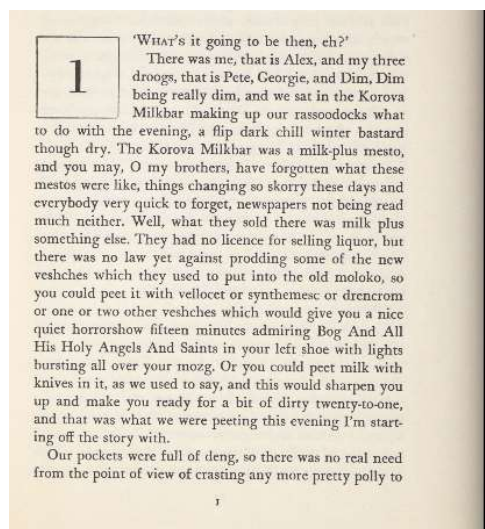 1
'WHAT's it going to be then, eh?'
There was me, that is Alex, and my three
droogs, that is Pete, Georgie, and Dim, Dim
being really dim, and we sat in the Korova
Milkbar making up our rassoodocks what
to do with the evening, a flip dark chill winter bastard
though dry. The Korova Milkbar was a milk-plus mesto,
and you may, O my brothers, have forgotten what these
mestos were like, things changing so skorry these days and
everybody very quick to forget, newspapers not being read
much neither. Well, what they sold there was milk plus
something else. They had no licence for selling liquor, but
there was no law yet against prodding some of the new
veshches which they used to put into the old moloko, so
you could peet it with vellocet or synthemesc or drencrom
or one or two other veshches which would give you a nice
quiet horrorshow fifteen minutes admiring Bog And All
His Holy Angels And Saints in your left shoe with lights
bursting all over your mozg. Or you could peet milk with
knives in it, as we used to say, and this would sharpen you
up and make you ready for a bit of dirty twenty-to-one,
and that was what we were peeting this evening I'm start-
ing off the story with.
Our pockets were full of deng, so there was no real need
from the point of view of crasting any more pretty polly to
1